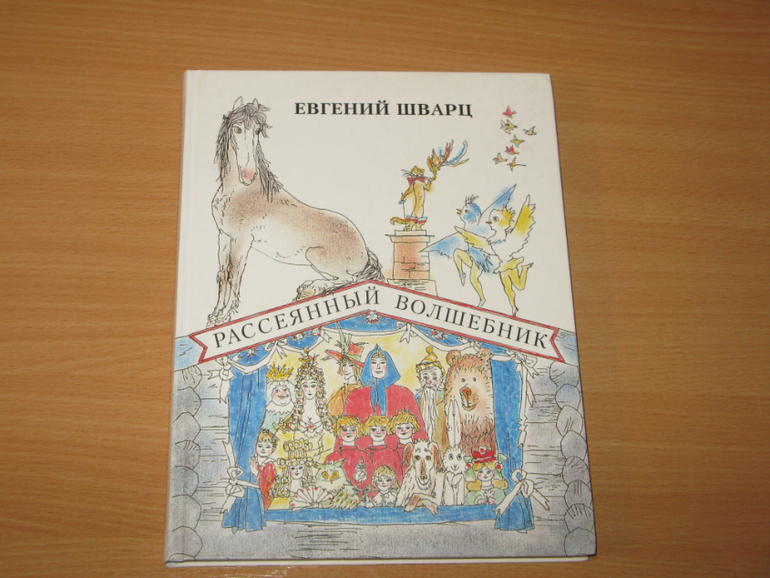 ЕВГЕНИЙ ШВАРЦ
РАССЕЯННЫЙ ВОЛШЕБНИК